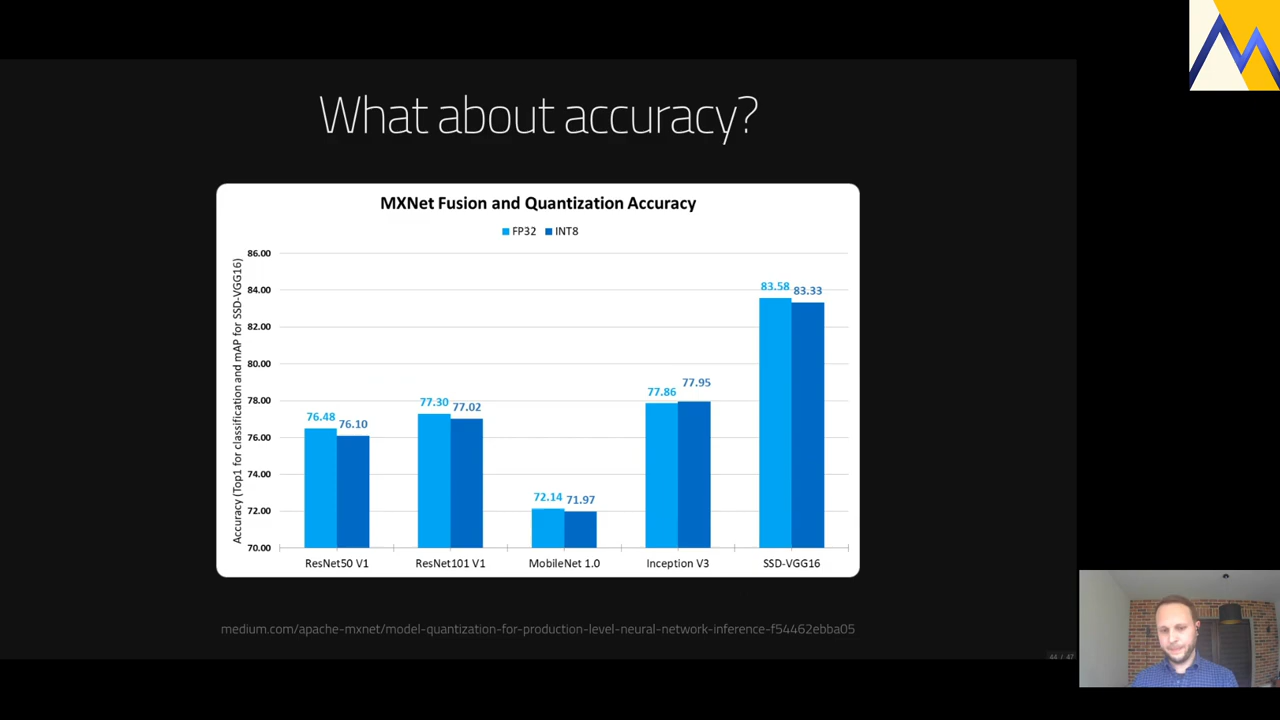 What about accuracy?
MXNet Fusion and Quantization Accuracy
FP32 INT8
Accuracy (Top1 for classification and mAP for SSD-VGG16)
86.00
84.00
82.00
80.00
78.00
76.00
74.00
72.00
70.00
76.48 76.10
77.30 77.02
72.14 71.97
77.86 77.95
83.58 83.33
ResNet50 V1 ResNet101 V1 MobileNet 1.0 Inception V3 SSD-VGG16
medium.com/apache-mxnet/model-quantization-for-production-level-neural-network-inference-f54462ebba05
44 / 47